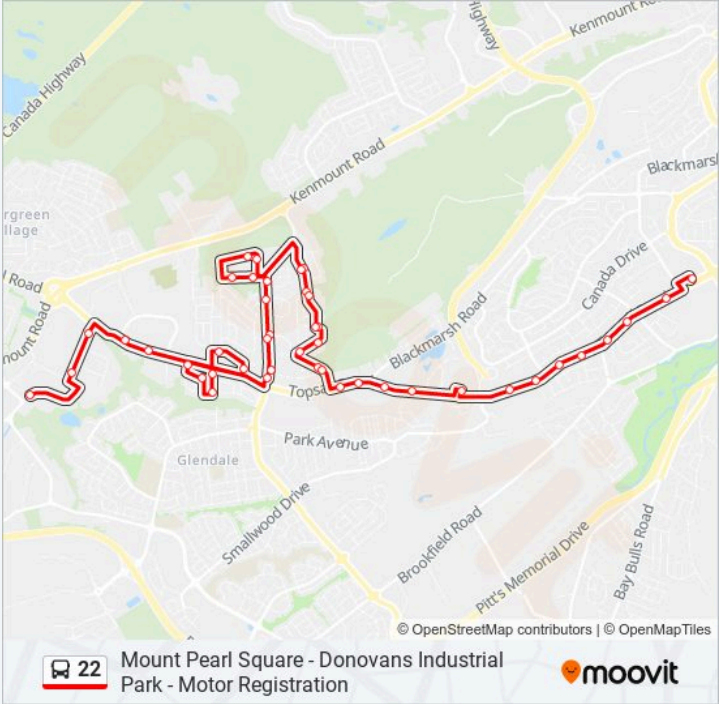 Highway
Kenmount Ro
Canada Highway
Kenmount Road
Blackmarsh
rgreen
llage
l Road
Canada Drive
mount Road
Blackmarsh Road
Topsa
Park Avenue
Glendale
Smallwood Drive
Brookfield Road
Pitt's Memorial Drive
Bay Bulls Road
© OpenStreetMap contributors | © OpenMapTiles
22
Mount Pearl Square - Donovans Industrial
Park - Motor Registration
moovit